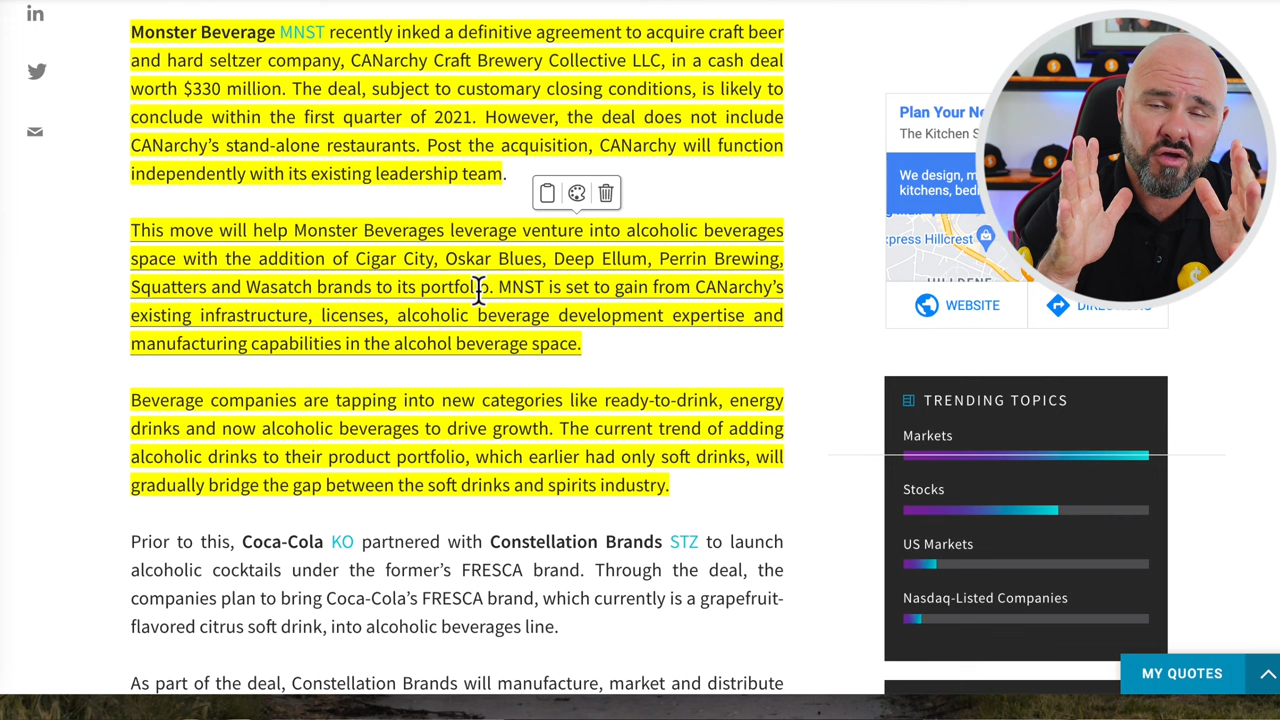 Monster Beverage MNST recently inked a definitive agreement to acquire craft beer
and hard seltzer company, CANarchy Craft Brewery Collective LLC, in a cash deal
worth $330 million. The deal, subject to customary closing conditions, is likely to
conclude within the first quarter of 2021. However, the deal does not include
CANarchy’s stand-alone restaurants. Post the acquisition, CANarchy will function
independently with its existing leadership team.
This move will help Monster Beverages leverage venture into alcoholic beverages
space with the addition of Cigar City, Oskar Blues, Deep Ellum, Perrin Brewing,
Squatters and Wasatch brands to its portfolio. MNST is set to gain from CANarchy’s
existing infrastructure, licenses, alcoholic beverage development expertise and
manufacturing capabilities in the alcohol beverage space.
Beverage companies are tapping into new categories like ready-to-drink, energy
drinks and now alcoholic beverages to drive growth. The current trend of adding
alcoholic drinks to their product portfolio, which earlier had only soft drinks, will
gradually bridge the gap between the soft drinks and spirits industry.
Prior to this, Coca-Cola KO partnered with Constellation Brands STZ to launch
alcoholic cocktails under the former’s FRESCA brand. Through the deal, the
companies plan to bring Coca-Cola’s FRESCA brand, which currently is a grapefruit-
flavored citrus soft drink, into alcoholic beverages line.
As part of the deal, Constellation Brands will manufacture, market and distribute
Plan Your
The Kitchen
We design,
kitchens,
Hillcrest
WEBSITE
TRENDING TOPICS
Markets
Stocks
US Markets
Nasdaq-Listed Companies
MY QUOTES